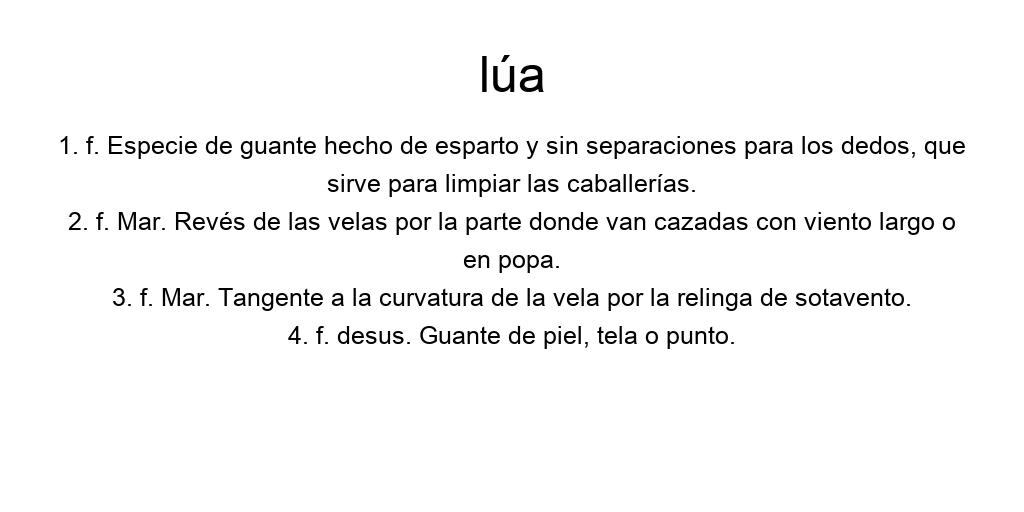 lúa
1. f. Especie de guante hecho de esparto y sin separaciones para los dedos, que
sirve para limpiar las caballerías.
2. f. Mar. Revés de las velas por la parte donde van cazadas con viento largo o
en popa.
3. f. Mar. Tangente a la curvatura de la vela por la relinga de sotavento.
4. f. desus. Guante de piel, tela o punto.